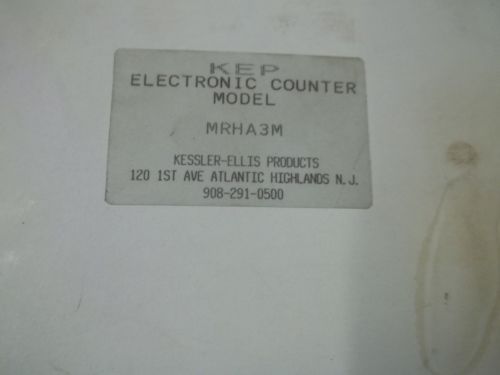 KEP
ELECTRONIC COUNTER
MODEL
MRHA3M
KESSLER-ELLIS PRODUCTS
120 1ST AVE ATLANTIC HIGHLANDS N.J.
908-291-0500